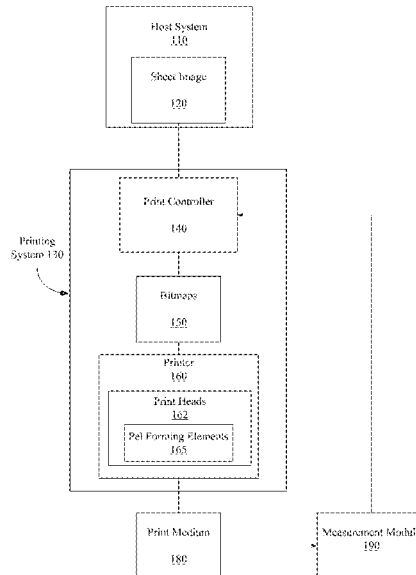 Host System
110
Sheet Image
120
Print Controller
140
Printing
System 130
Bitmaps
150
Printer
160
Print Heads
162
Pel Forming Elements
165
Print Medium
180
Measurement Modul
190